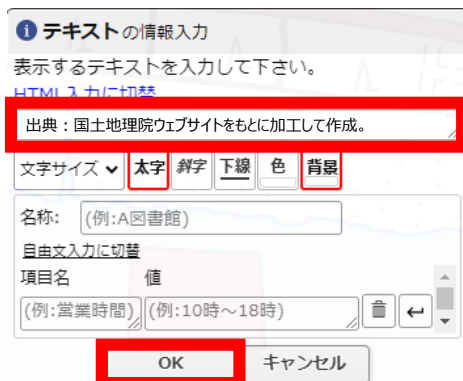 テキストの情報入力
表示するテキストを入力して下さい。
HTML入力に切替
出典：国土地理院ウェブサイトをもとに加工して作成。
文字サイズ 太字 斜字 下線 色 背景
名称: (例:A図書館)
自由文入力に切替
項目名 値
(例:営業時間) (例:10時～18時)
OK キャンセル